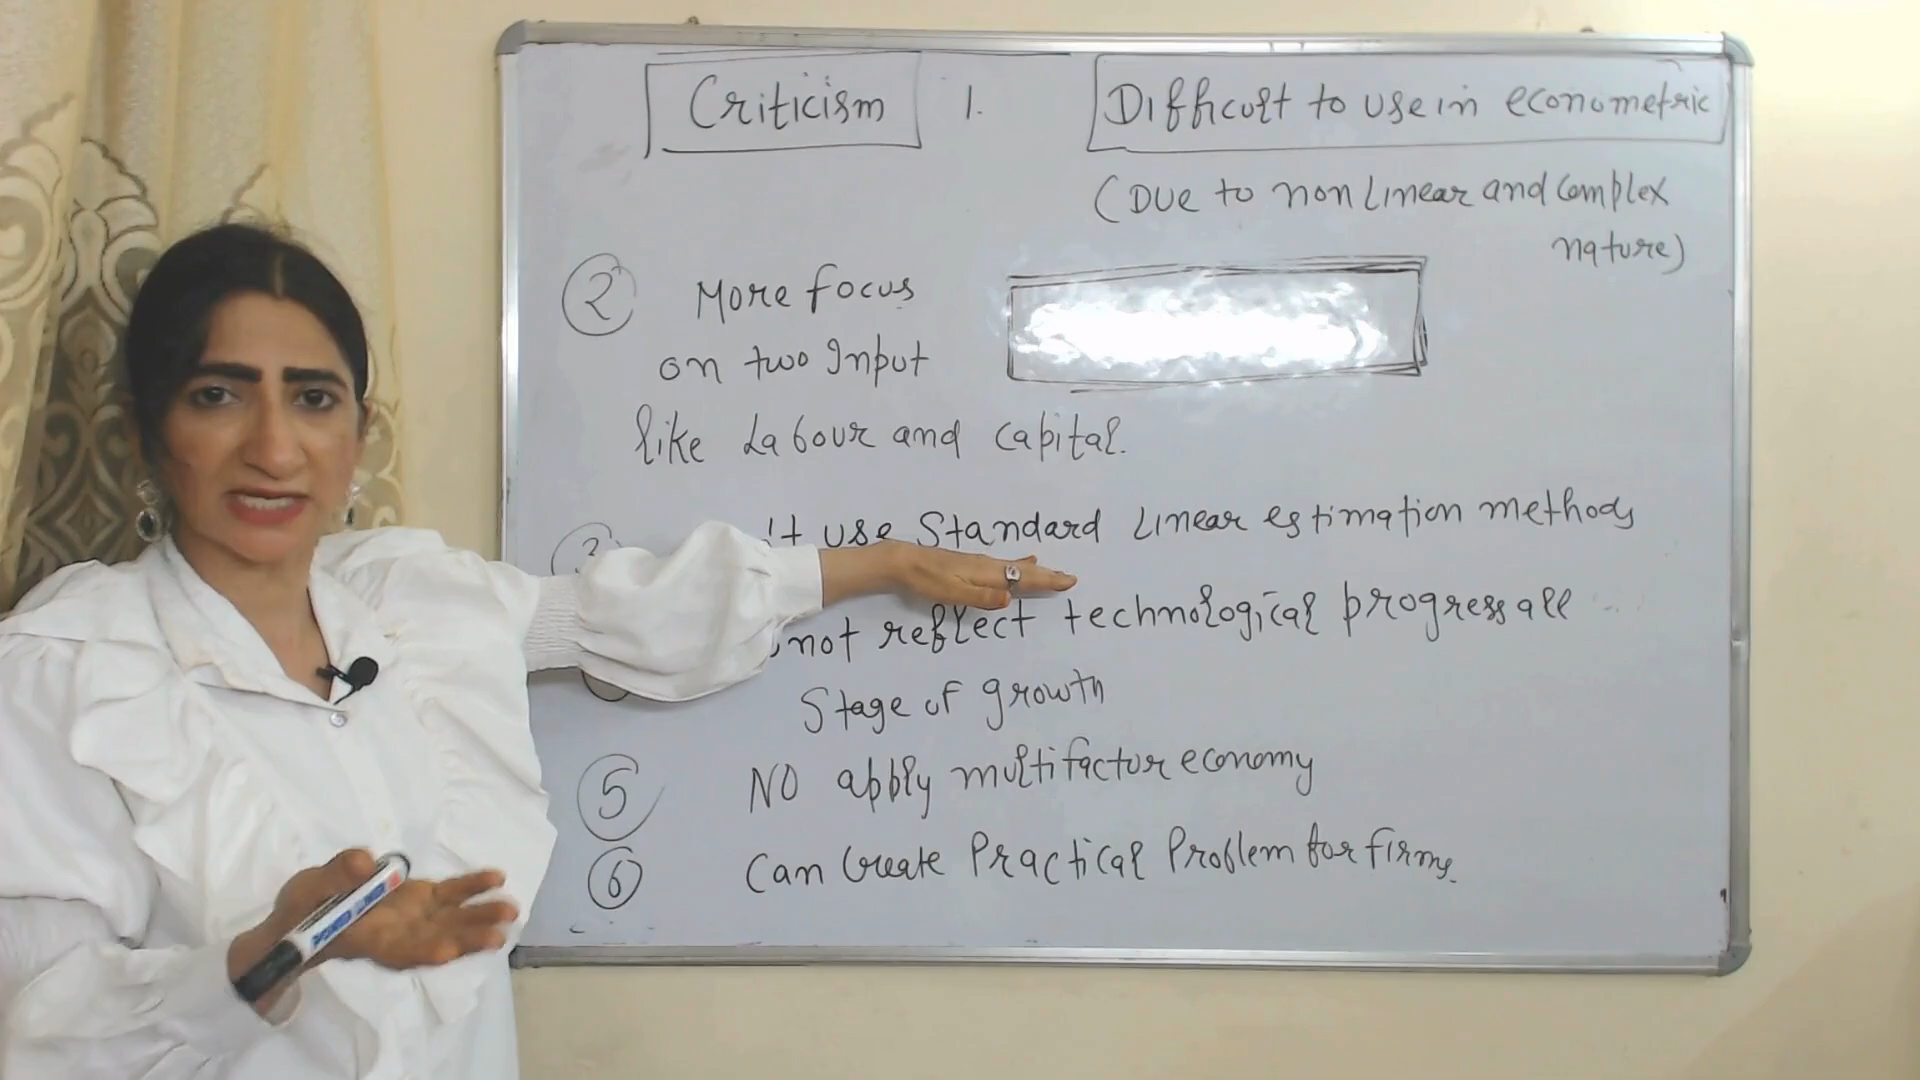 Criticism 1. Difficult to use in econometric
(Due to non linear and complex
nature)
2 More focus
on two Input
like Labour and capital.
3 't use Standard Linear estimation methods
not reflect technological progress all
Stage of growth
5 NO apply multifactor economy
6 Can Create Practical Problem for firms.